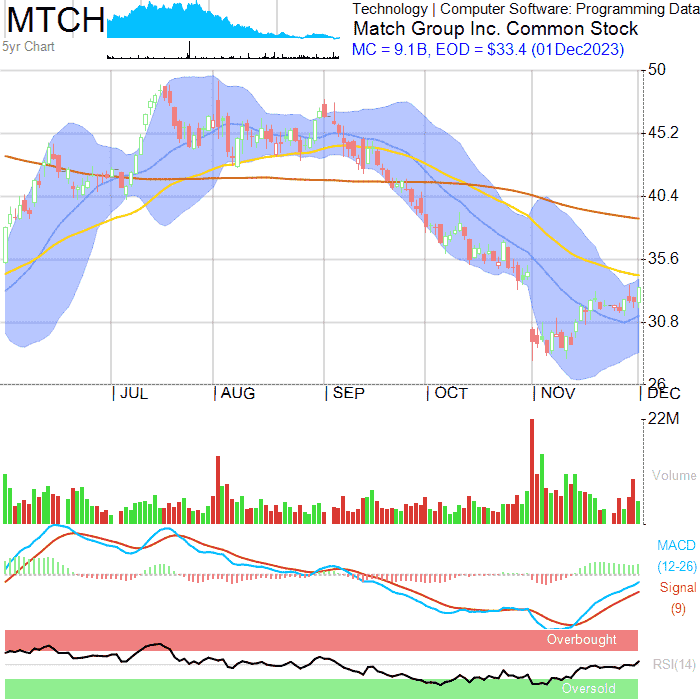 MTCH
5yr Chart
Technology | Computer Software: Programming Data
Match Group Inc. Common Stock
MC = 9.1B, EOD = $33.4 (01Dec2023)
50
45.2
40.4
35.6
30.8
26
JUL
AUG
SEP
OCT
NOV
DEC
22M
Volume
MACD
(12-26)
Signal
(9)
Overbought
RSI(14)
Oversold